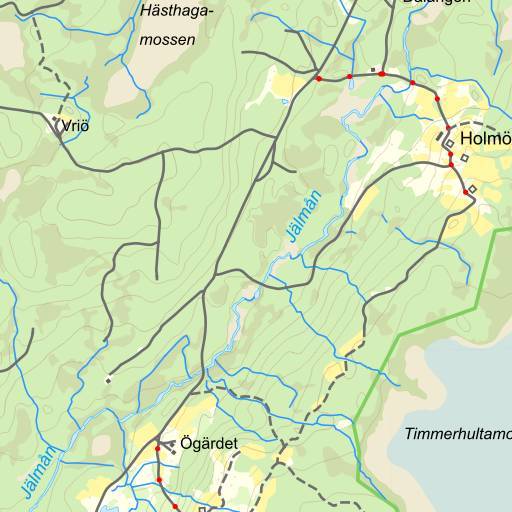 Hästhaga-
mossen
Vriö
Holmö
Jälmån
Ögärdet
Timmerhultamo
Jälmån